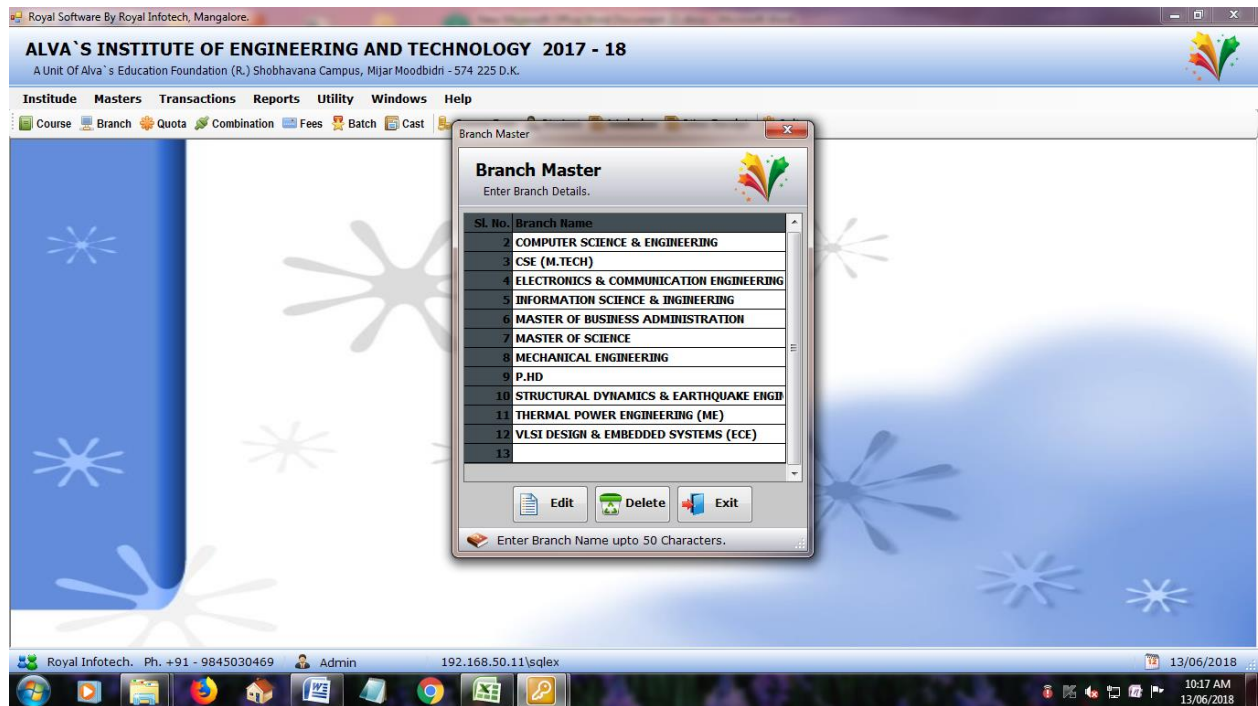 Royal Software By Royal Infotech, Mangalore.
ALVA`S INSTITUTE OF ENGINEERING AND TECHNOLOGY 2017 - 18
A Unit Of Alva`s Education Foundation (R.) Shobhavana Campus, Mijar Moodbidri - 574 225 D.K.
Institude Masters Transactions Reports Utility Windows Help
Course Branch Quota Combination Fees Batch Cast
Branch Master
Branch Master
Enter Branch Details.
Sl. No. Branch Name
2 COMPUTER SCIENCE & ENGINEERING
3 CSE (M.TECH)
4 ELECTRONICS & COMMUNICATION ENGINEERING
5 INFORMATION SCIENCE & INGINEERING
6 MASTER OF BUSINESS ADMINISTRATION
7 MASTER OF SCIENCE
8 MECHANICAL ENGINEERING
9 P.HD
10 STRUCTURAL DYNAMICS & EARTHQUAKE ENGIN
11 THERMAL POWER ENGINEERING (ME)
12 VLSI DESIGN & EMBEDDED SYSTEMS (ECE)
13
Edit Delete Exit
Enter Branch Name upto 50 Characters.
Royal Infotech. Ph. +91 - 9845030469 Admin 192.168.50.11\sqlex 13/06/2018
10:17 AM
13/06/2018